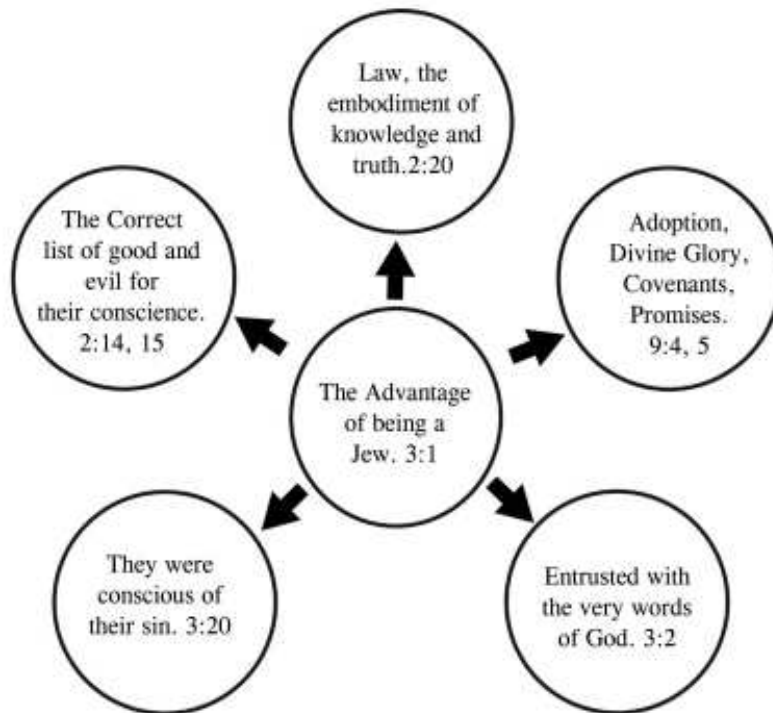 Law, the
embodiment of
knowledge and
truth.2:20
The Correct
list of good and
evil for
their conscience.
2:14, 15
Adoption,
Divine Glory,
Covenants,
Promises.
9:4, 5
The Advantage
of being a
Jew. 3:1
They were
conscious of
their sin. 3:20
Entrusted with
the very words
of God. 3:2